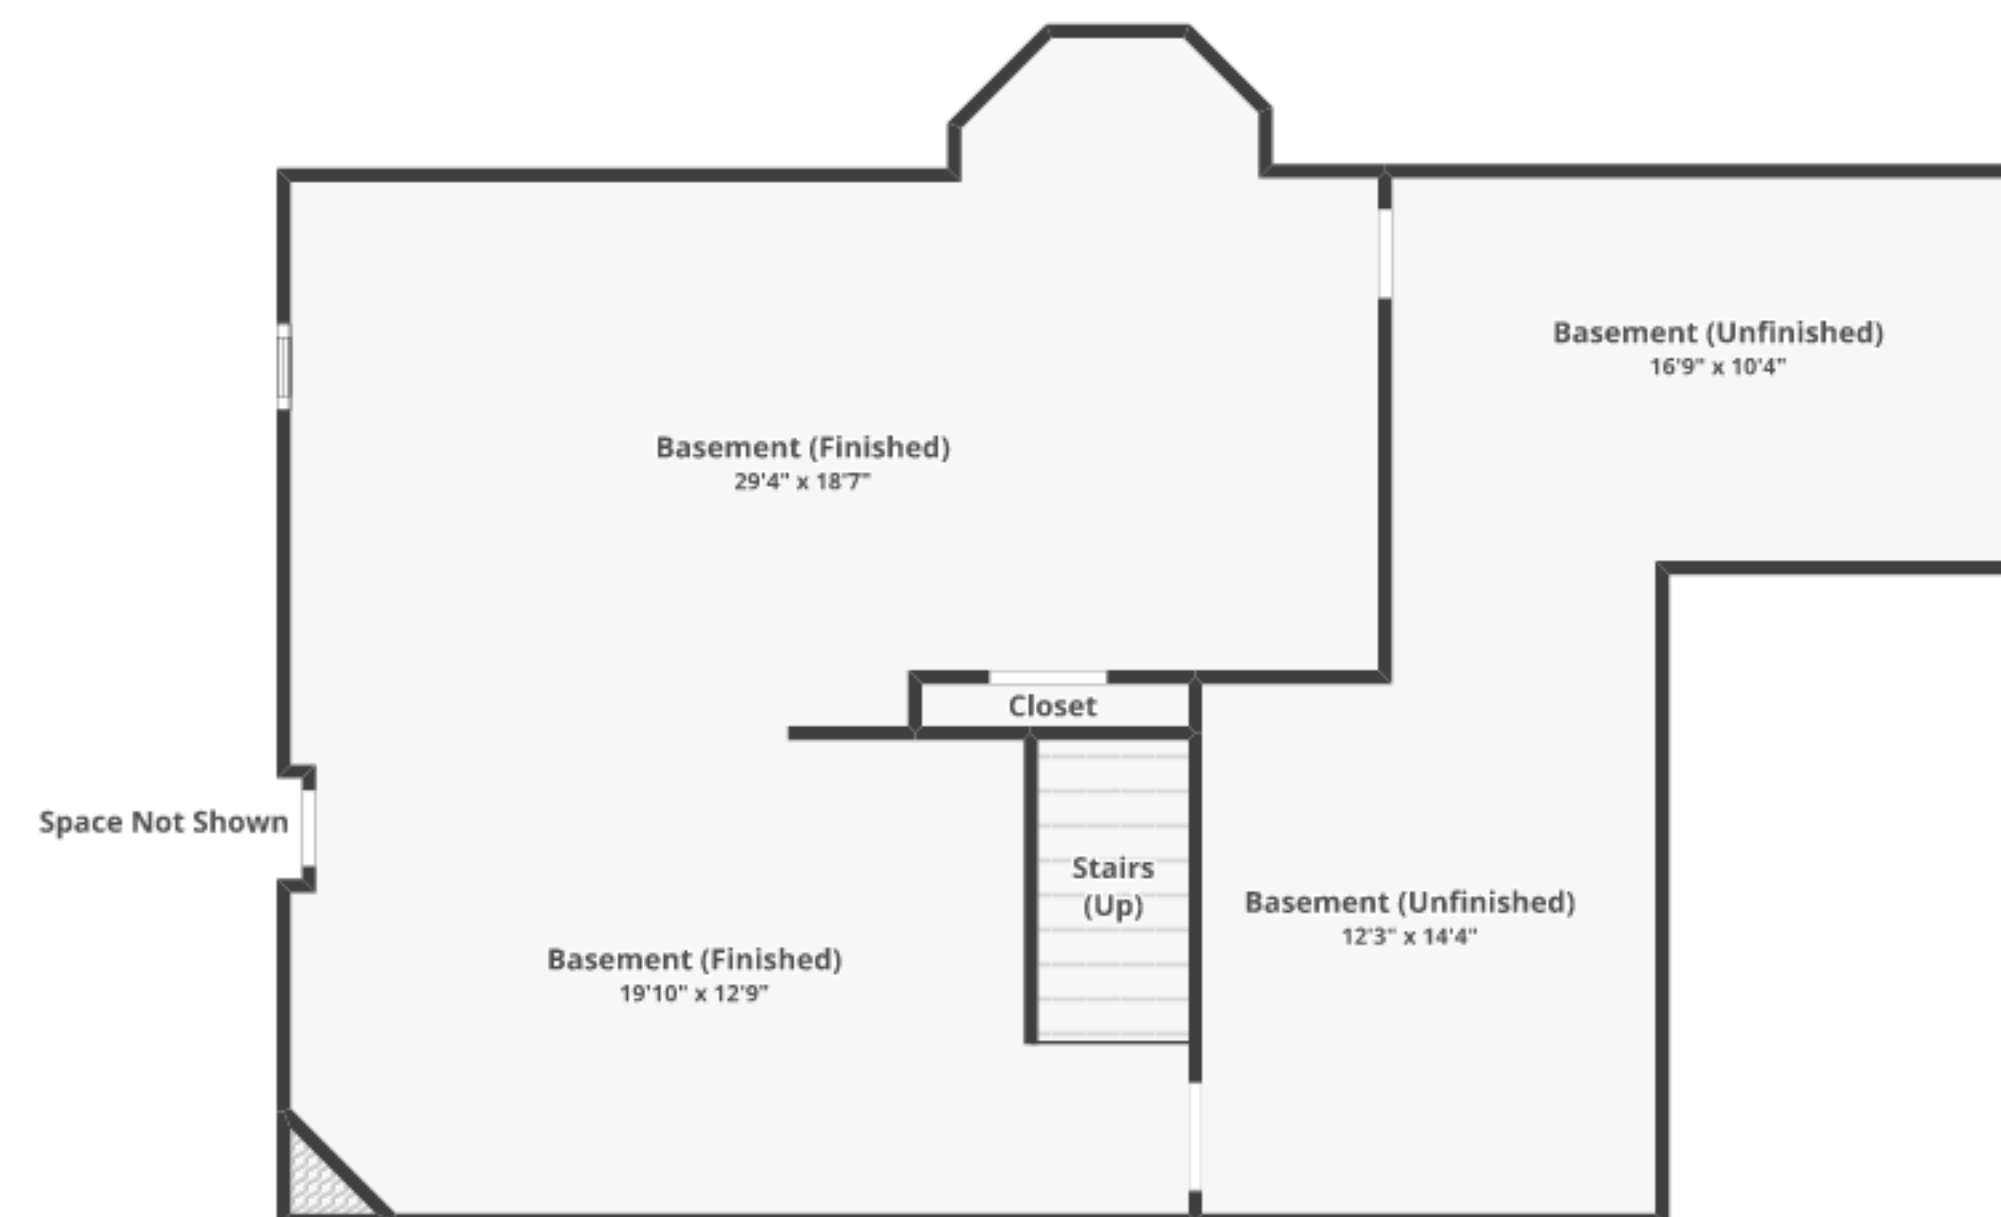 Basement (Unfinished)
16'9" x 10'4"
Basement (Finished)
29'4" x 18'7"
Closet
Space Not Shown
Stairs
(Up)
Basement (Unfinished)
12'3" x 14'4"
Basement (Finished)
19'10" x 12'9"